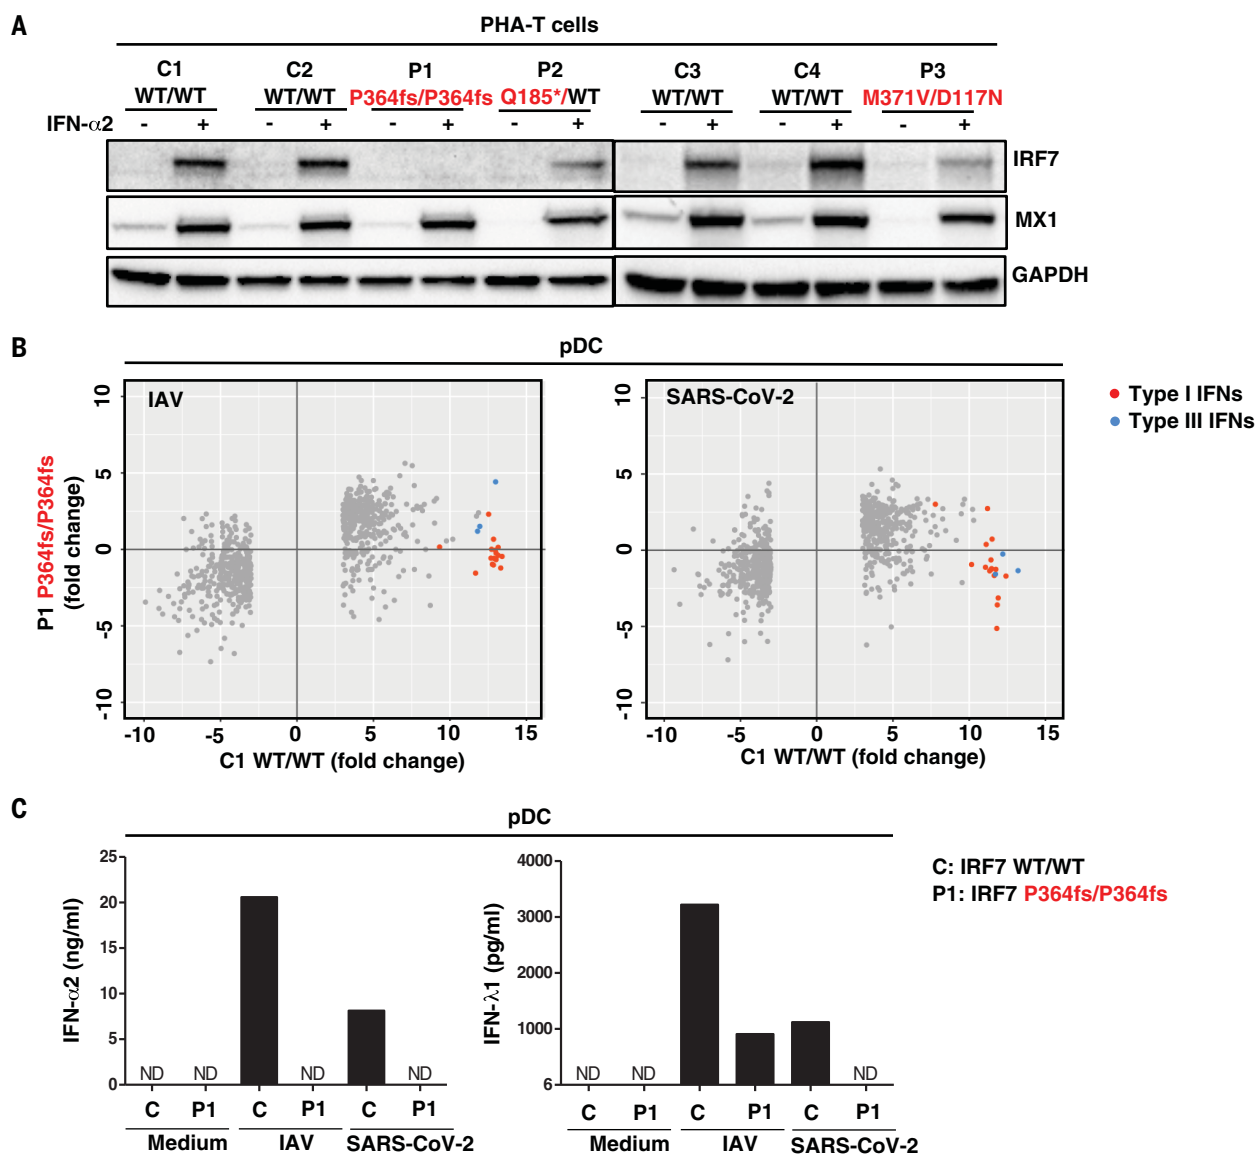 A
PHA-T cells
C1 C2 P1 P2 C3 C4 P3
WT/WT WT/WT P364fs/P364fs Q185*/WT WT/WT WT/WT M371V/D117N
IFN-α2 - + - + - + - + - + - + - +
IRF7
MX1
GAPDH
B
pDC
IAV
10
5
0
-5
-10
-10 -5 0 5 10 15
P1 P364fs/P364fs
(fold change)
C1 WT/WT (fold change)
SARS-CoV-2
10
5
0
-5
-10
-10 -5 0 5 10 15
C1 WT/WT (fold change)
Type I IFNs
Type III IFNs
C
pDC
IFN-α2 (ng/ml)
25
20
15
10
5
0
ND ND ND ND
C P1 C P1 C P1
Medium IAV SARS-CoV-2
IFN-λ1 (pg/ml)
4000
3000
2000
1000
6
ND ND ND
C P1 C P1 C P1
Medium IAV SARS-CoV-2
C: IRF7 WT/WT
P1: IRF7 P364fs/P364fs